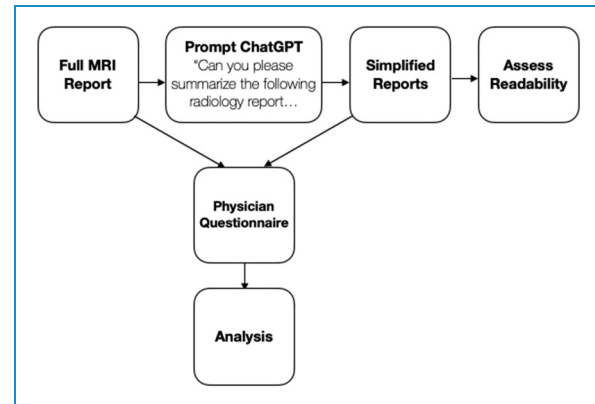 Full MRI
Report
Prompt ChatGPT
“Can you please
summarize the following
radiology report…
Simplified
Reports
Assess
Readability
Physician
Questionnaire
Analysis